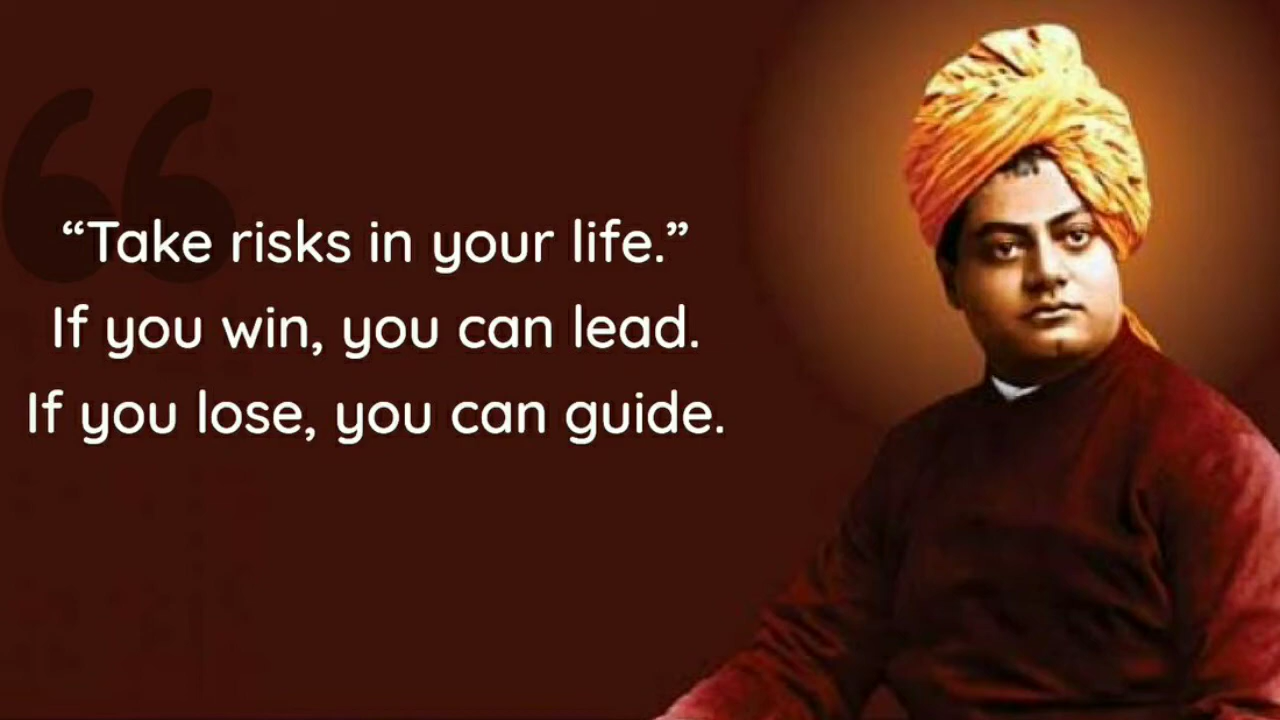 “Take risks in your life.”
If you win, you can lead.
If you lose, you can guide.